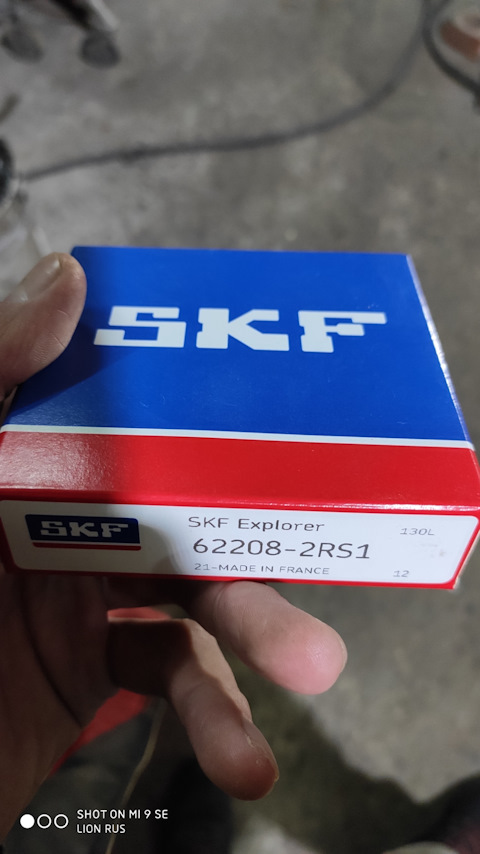 SKF
SKF
SKF Explorer
130L
62208-2RS1
21-MADE IN FRANCE
12
SHOT ON MI 9 SE
LION RUS